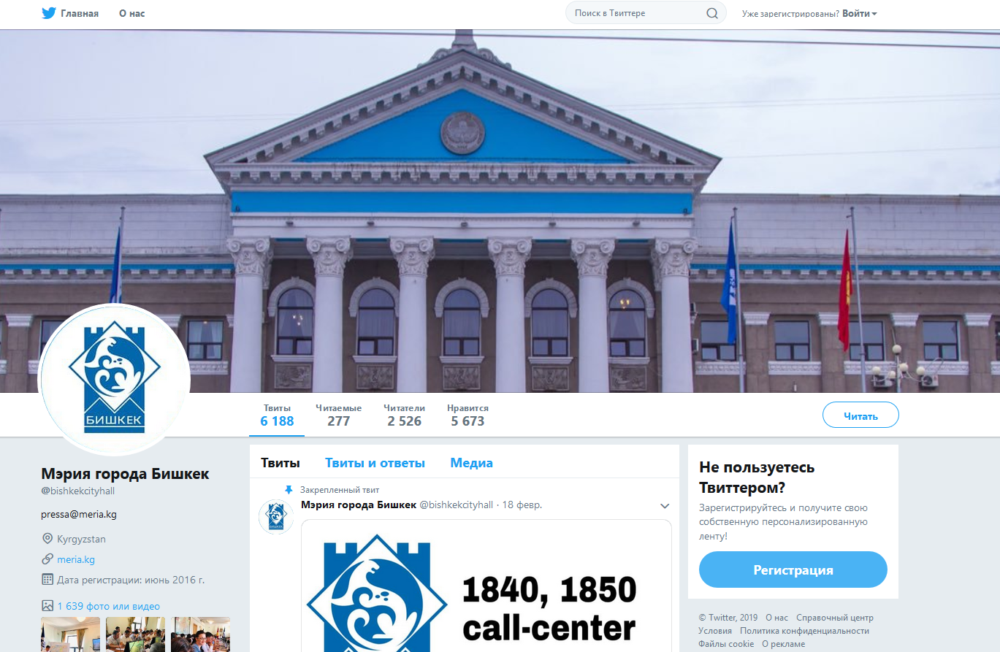 Главная О нас
Поиск в Твиттере
Уже зарегистрированы? Войти
БИШКЕК
Твиты Читаемые Читатели Нравится
6 188 277 2 526 5 673
Читать
Мэрия города Бишкек
@bishkekcityhall
pressa@meria.kg
Kyrgyzstan
meria.kg
Дата регистрации: июнь 2016 г.
1 639 фото или видео
Твиты Твиты и ответы Медиа
Закрепленный твит
Мэрия города Бишкек @bishkekcityhall · 18 февр.
БИШКЕК
1840, 1850
call-center
Не пользуетесь
Твиттером?
Зарегистрируйтесь и получите свою
собственную персонализированную
ленту!
Регистрация
© Twitter, 2019 О нас Справочный центр
Условия Политика конфиденциальности
Файлы cookie О рекламе